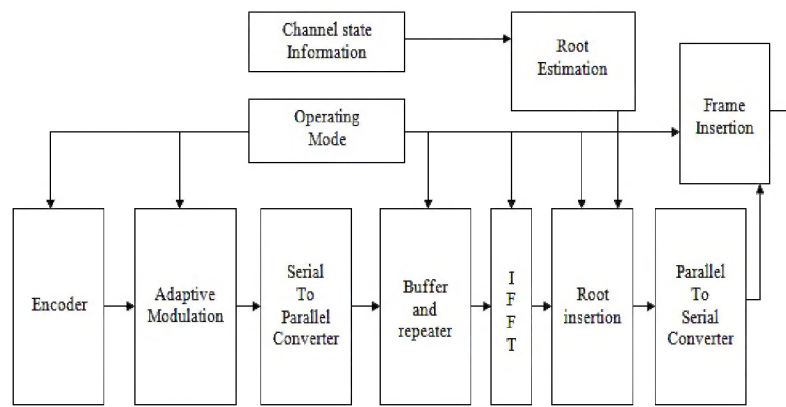 Channel state
Information
Root
Estimation
Frame
Insertion
Operating
Mode
Encoder
Adaptive
Modulation
Serial
To
Parallel
Converter
Buffer
and
repeater
I
F
F
T
Root
insertion
Parallel
To
Serial
Converter